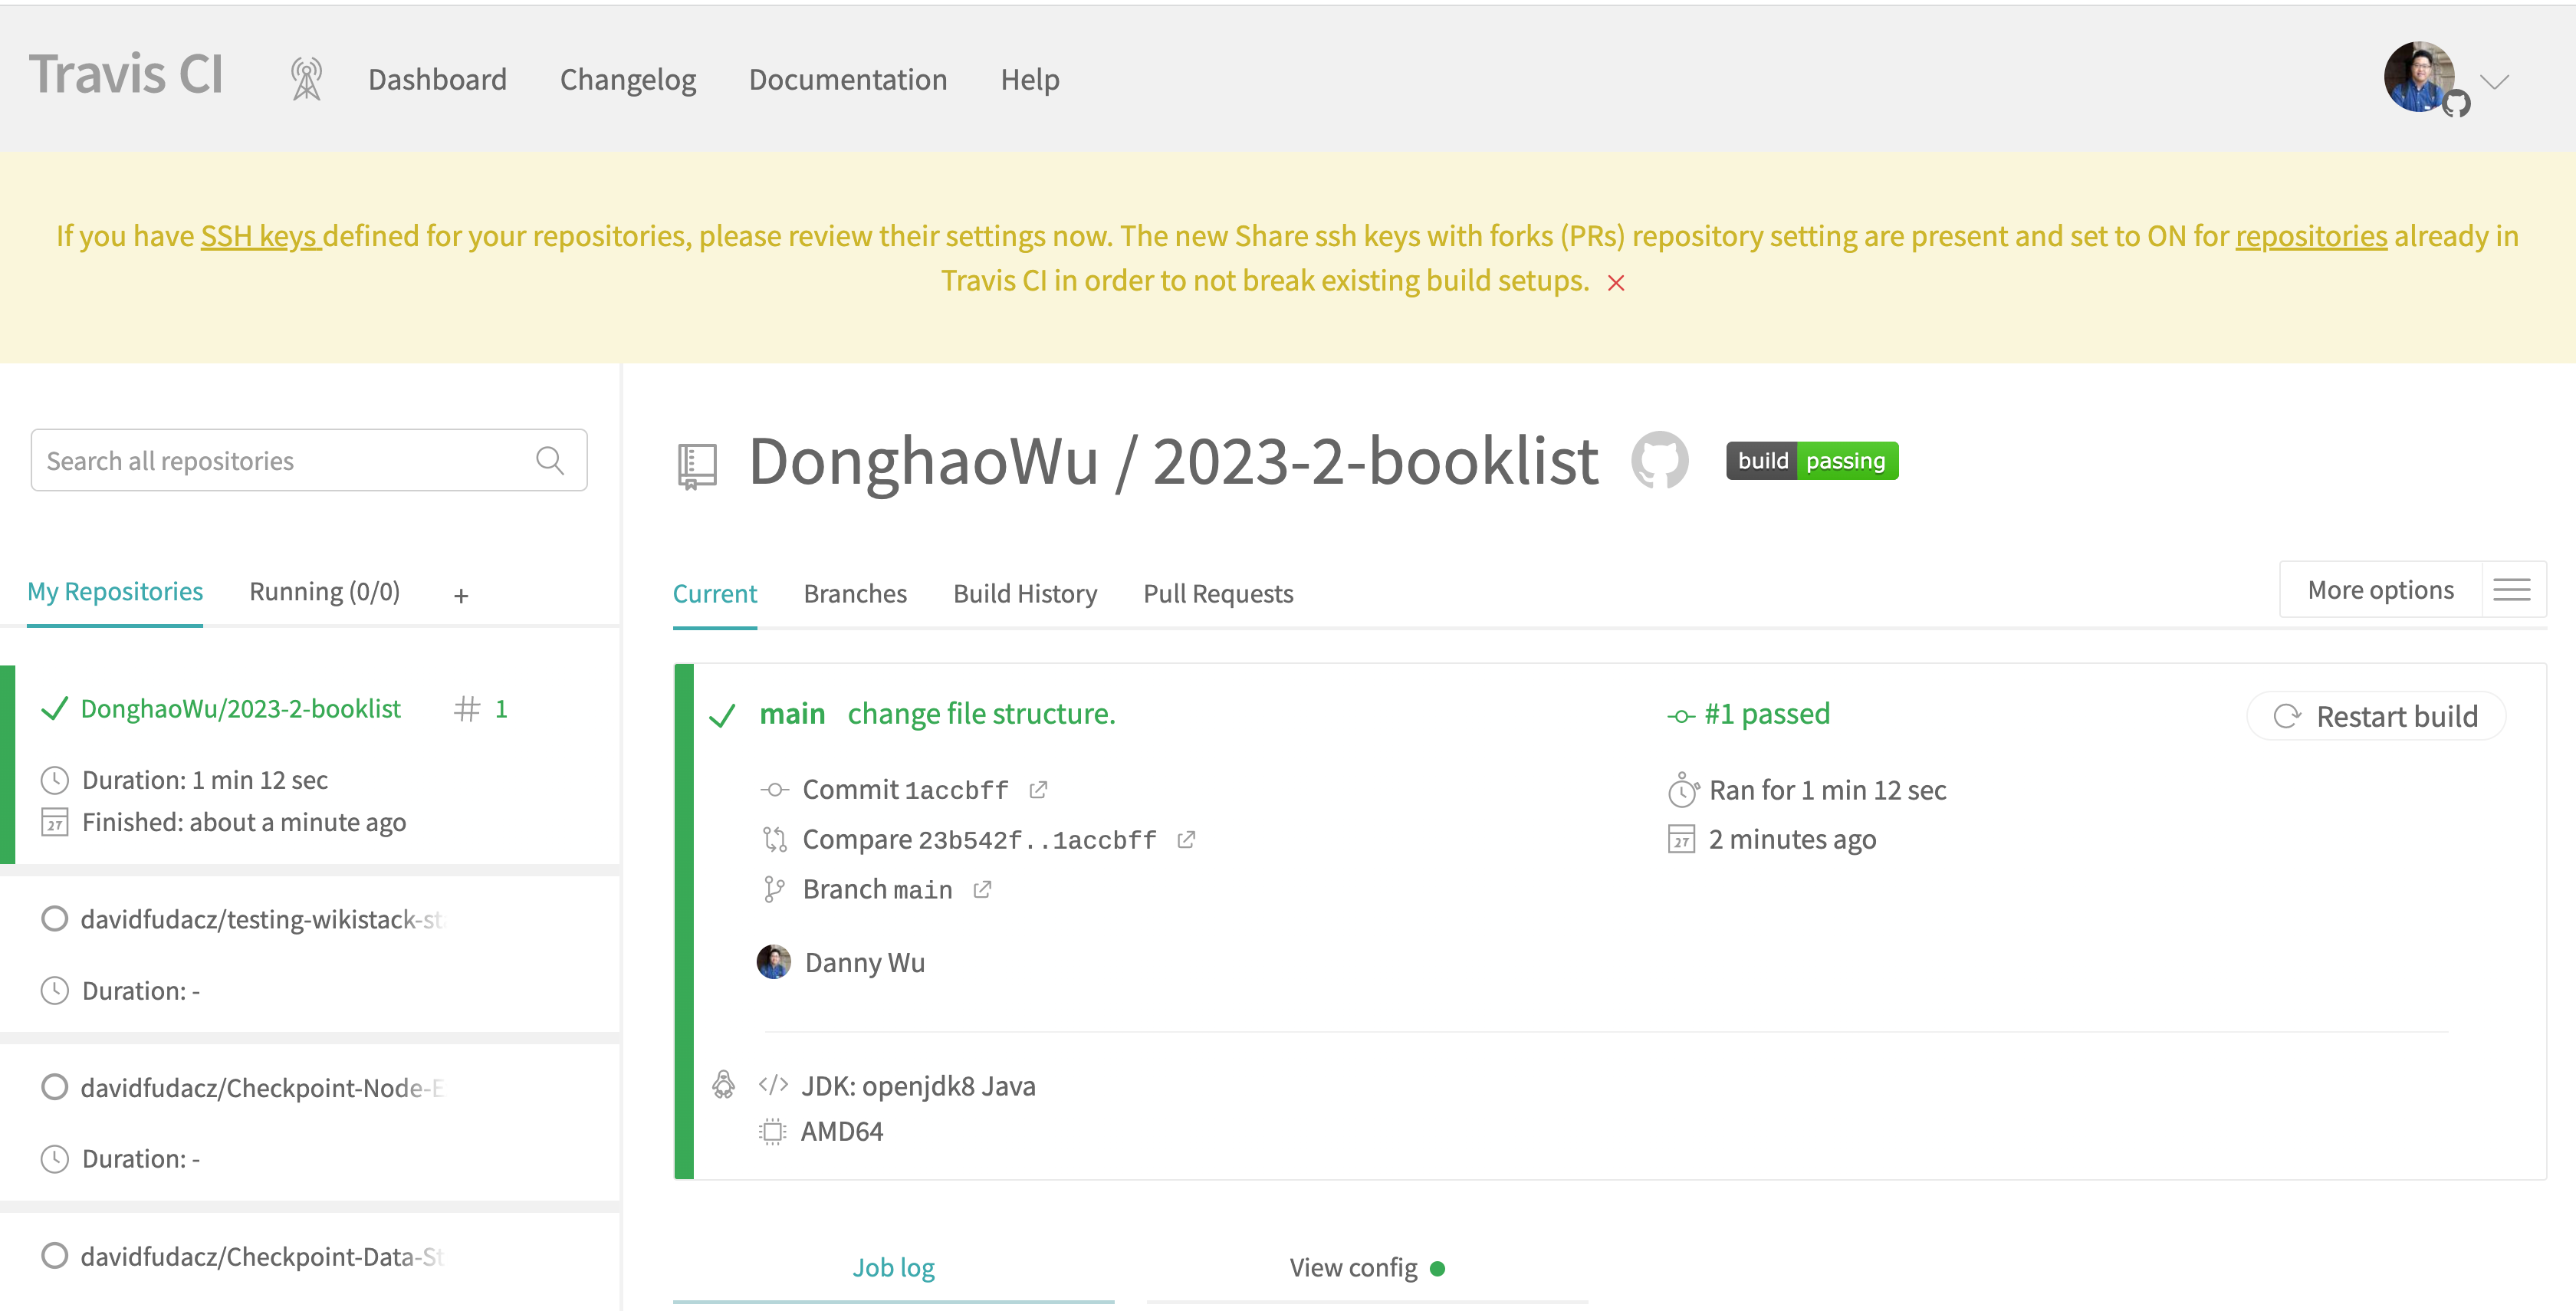 Travis CI
Dashboard
Changelog
Documentation
Help
If you have SSH keys defined for your repositories, please review their settings now. The new Share ssh keys with forks (PRs) repository setting are present and set to ON for repositories already in
Travis CI in order to not break existing build setups.
Search all repositories
My Repositories
Running (0/0)
+
DonghaoWu/2023-2-booklist
# 1
Duration: 1 min 12 sec
27
Finished: about a minute ago
davidfudacz/testing-wikistack-st
Duration: -
davidfudacz/Checkpoint-Node-E
Duration: -
davidfudacz/Checkpoint-Data-St
DonghaoWu / 2023-2-booklist
build passing
Current
Branches
Build History
Pull Requests
More options
main change file structure.
Commit 1accbff
Compare 23b542f..1accbff
Branch main
Danny Wu
#1 passed
Ran for 1 min 12 sec
27
2 minutes ago
Restart build
</> JDK: openjdk8 Java
AMD64
Job log
View config